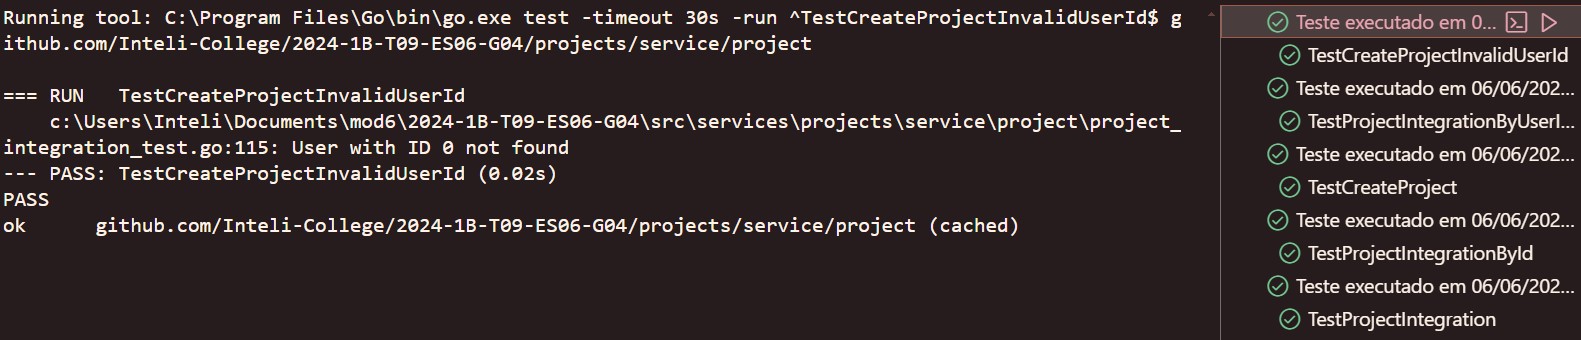 Running tool: C:\Program Files\Go\bin\go.exe test -timeout 30s -run ^TestCreateProjectInvalidUserId$ g
ithub.com/Inteli-College/2024-1B-T09-ES06-G04/projects/service/project
=== RUN   TestCreateProjectInvalidUserId
    c:\Users\Inteli\Documents\mod6\2024-1B-T09-ES06-G04\src\services\projects\service\project\project_
integration_test.go:115: User with ID 0 not found
--- PASS: TestCreateProjectInvalidUserId (0.02s)
PASS
ok      github.com/Inteli-College/2024-1B-T09-ES06-G04/projects/service/project (cached)
Teste executado em 0...
TestCreateProjectInvalidUserId
Teste executado em 06/06/202...
TestProjectIntegrationByUserI...
Teste executado em 06/06/202...
TestCreateProject
Teste executado em 06/06/202...
TestProjectIntegrationById
Teste executado em 06/06/202...
TestProjectIntegration